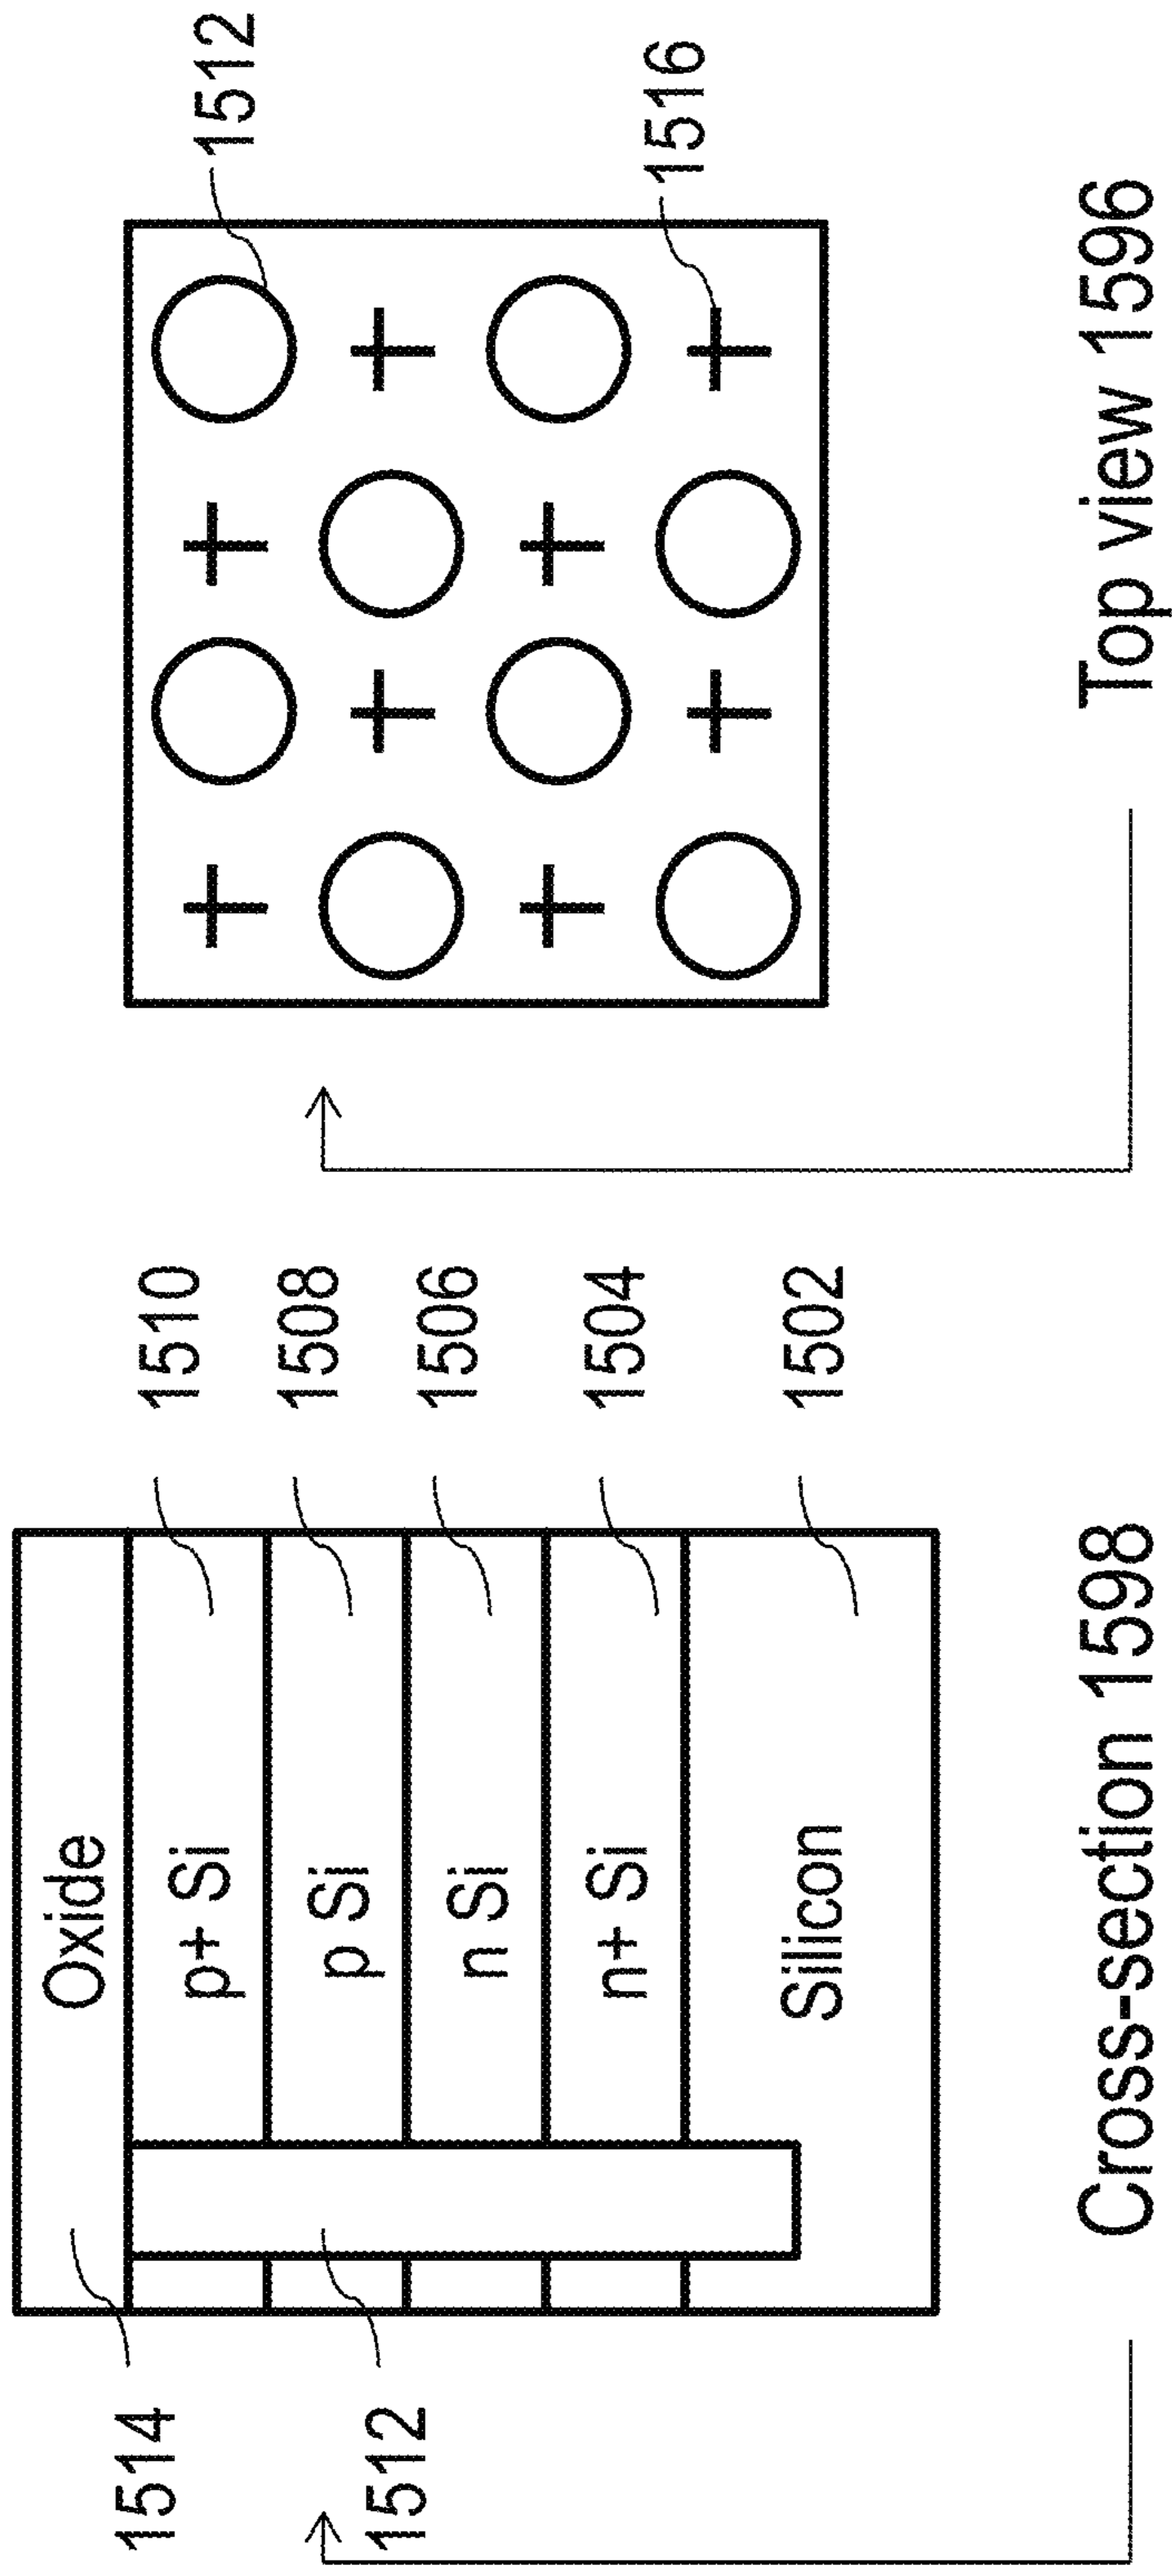 Oxide
p+ Si
p Si
n Si
n+ Si
Silicon
1510
1508
1506
1504
1502
1514
1512
Cross-section 1598
1512
1516
Top view 1596